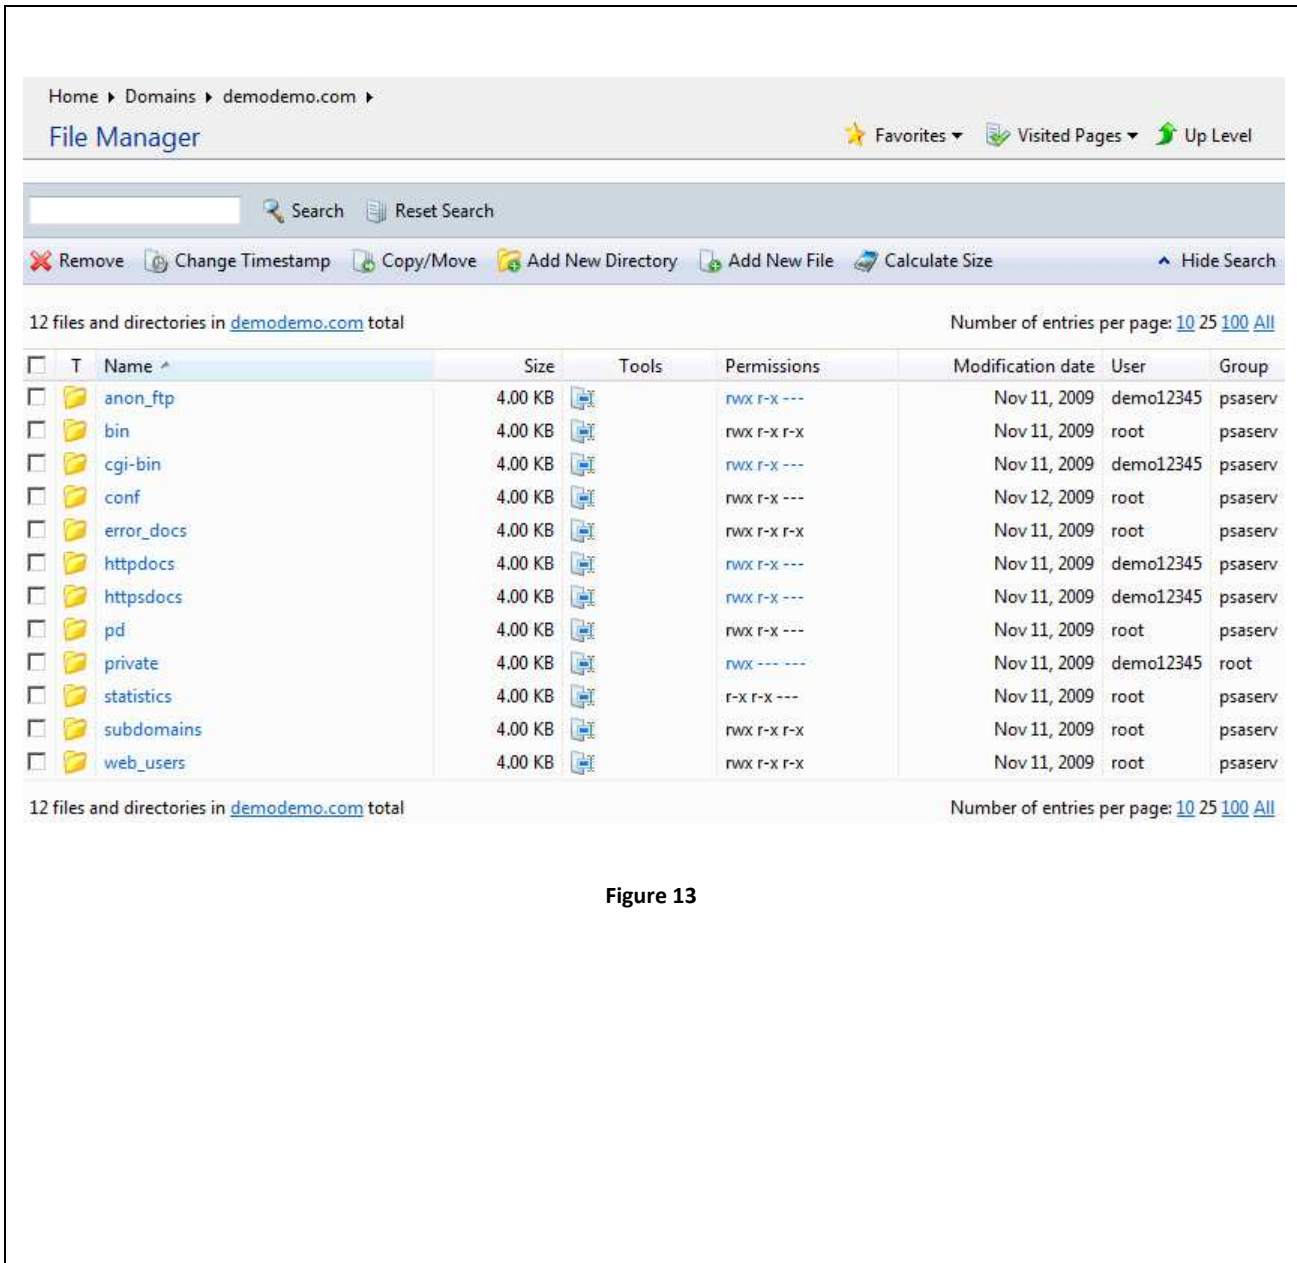 Home ▸ Domains ▸ demodemo.com ▸
File Manager Favorites ▾ Visited Pages ▾ Up Level
Search Reset Search
Remove Change Timestamp Copy/Move Add New Directory Add New File Calculate Size Hide Search
12 files and directories in demodemo.com total Number of entries per page: 10 25 100 All
T Name Size Tools Permissions Modification date User Group
anon_ftp 4.00 KB rwx r-x --- Nov 11, 2009 demo12345 psaserv
bin 4.00 KB rwx r-x r-x Nov 11, 2009 root psaserv
cgi-bin 4.00 KB rwx r-x --- Nov 11, 2009 demo12345 psaserv
conf 4.00 KB rwx r-x --- Nov 12, 2009 root psaserv
error_docs 4.00 KB rwx r-x r-x Nov 11, 2009 root psaserv
httpdocs 4.00 KB rwx r-x --- Nov 11, 2009 demo12345 psaserv
httpsdocs 4.00 KB rwx r-x --- Nov 11, 2009 demo12345 psaserv
pd 4.00 KB rwx r-x --- Nov 11, 2009 root psaserv
private 4.00 KB rwx --- --- Nov 11, 2009 demo12345 root
statistics 4.00 KB r-x r-x --- Nov 11, 2009 root psaserv
subdomains 4.00 KB rwx r-x r-x Nov 11, 2009 root psaserv
web_users 4.00 KB rwx r-x r-x Nov 11, 2009 root psaserv
12 files and directories in demodemo.com total Number of entries per page: 10 25 100 All
Figure 13